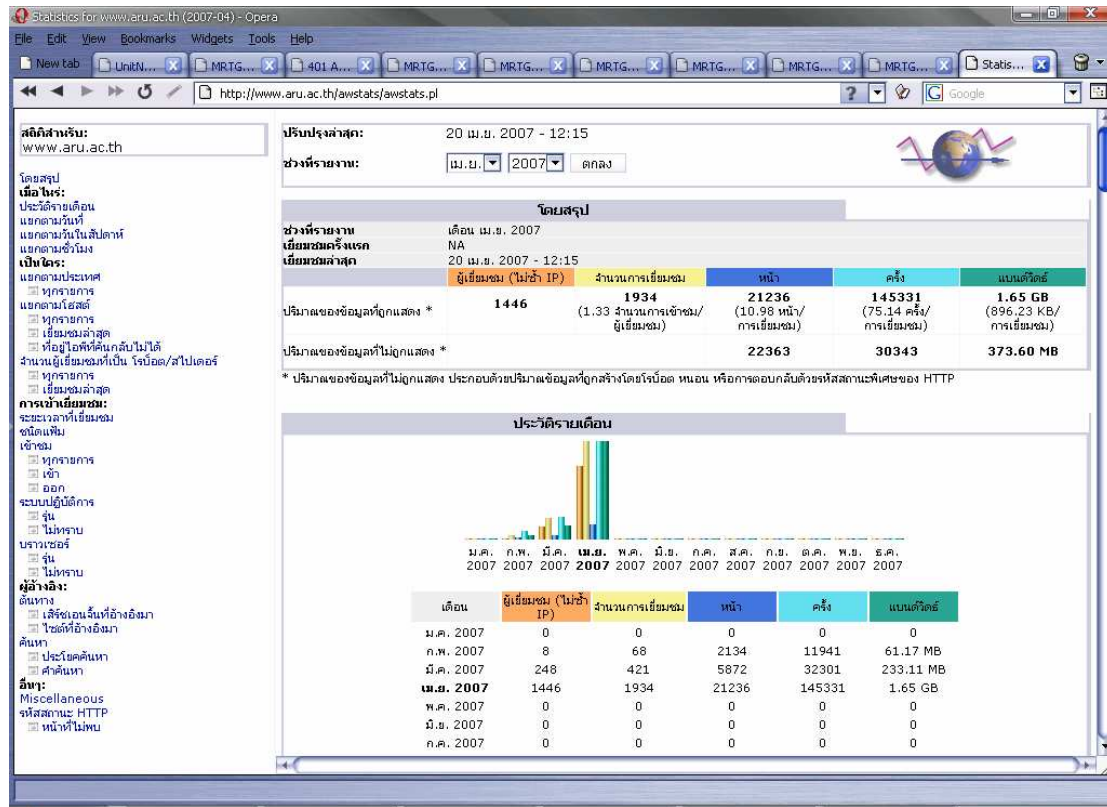 Statistics for www.aru.ac.th (2007-04) - Opera
File Edit View Bookmarks Widgets Tools Help
New tab UnitN... MRTG... 401 A... MRTG... MRTG... MRTG... MRTG... MRTG... MRTG... Statis...
http://www.aru.ac.th/awstats/awstats.pl
Google
สถิติสำหรับ:
www.aru.ac.th
โดยสรุป
เมื่อไหร่:
ประวัติรายเดือน
แยกตามวันที่
แยกตามวันในสัปดาห์
แยกตามชั่วโมง
เป็นใคร:
แยกตามประเทศ
ทุกรายการ
แยกตามโฮสต์
ทุกรายการ
เยี่ยมชมล่าสุด
ที่อยู่ไอพีที่ค้นกลับไม่ได้
จำนวนผู้เยี่ยมชมที่เป็น โรบ็อต/สไปเดอร์
ทุกรายการ
เยี่ยมชมล่าสุด
การเข้าเยี่ยมชม:
ระยะเวลาที่เยี่ยมชม
ชนิดแฟ้ม
เข้าชม
ทุกรายการ
เข้า
ออก
ระบบปฏิบัติการ
รุ่น
ไม่ทราบ
บราวเซอร์
รุ่น
ไม่ทราบ
ผู้อ้างอิง:
ต้นทาง
เสิร์ชเอนจิ้นที่อ้างอิงมา
ไซต์ที่อ้างอิงมา
ค้นหา
ประโยคค้นหา
คำค้นหา
อื่นๆ:
Miscellaneous
รหัสสถานะ HTTP
หน้าที่ไม่พบ
ปรับปรุงล่าสุด: 20 เม.ย. 2007 - 12:15
ช่วงที่รายงาน: เม.ย. 2007 ตกลง
โดยสรุป
ช่วงที่รายงาน เดือน เม.ย. 2007
เยี่ยมชมครั้งแรก NA
เยี่ยมชมล่าสุด 20 เม.ย. 2007 - 12:15
ผู้เยี่ยมชม (ไม่ซ้ำ IP) จำนวนการเยี่ยมชม หน้า ครั้ง แบนด์วิดธ์
ปริมาณของข้อมูลที่ถูกแสดง * 1446 1934 21236 145331 1.65 GB
(1.33 จำนวนการเข้าชม/ผู้เยี่ยมชม) (10.98 หน้า/การเยี่ยมชม) (75.14 ครั้ง/การเยี่ยมชม) (896.23 KB/การเยี่ยมชม)
ปริมาณของข้อมูลที่ไม่ถูกแสดง * 22363 30343 373.60 MB
* ปริมาณของข้อมูลที่ไม่ถูกแสดง ประกอบด้วยปริมาณข้อมูลที่ถูกสร้างโดยโรบ็อต หนอน หรือการตอบกลับด้วยรหัสสถานะพิเศษของ HTTP
ประวัติรายเดือน
ม.ค. ก.พ. มี.ค. เม.ย. พ.ค. มิ.ย. ก.ค. ส.ค. ก.ย. ต.ค. พ.ย. ธ.ค.
2007 2007 2007 2007 2007 2007 2007 2007 2007 2007 2007 2007
เดือน ผู้เยี่ยมชม (ไม่ซ้ำ IP) จำนวนการเยี่ยมชม หน้า ครั้ง แบนด์วิดธ์
ม.ค. 2007 0 0 0 0 0
ก.พ. 2007 8 68 2134 11941 61.17 MB
มี.ค. 2007 248 421 5872 32301 233.11 MB
เม.ย. 2007 1446 1934 21236 145331 1.65 GB
พ.ค. 2007 0 0 0 0 0
มิ.ย. 2007 0 0 0 0 0
ก.ค. 2007 0 0 0 0 0